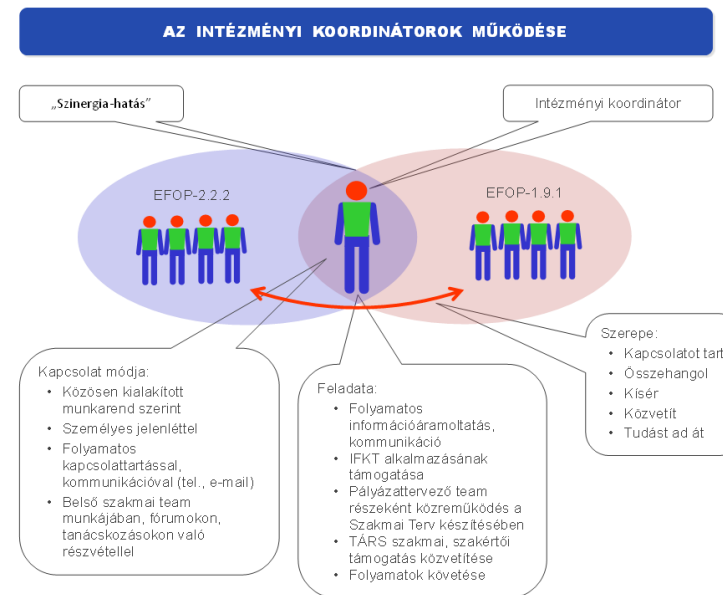 AZ INTÉZMÉNYI KOORDINÁTOROK MŰKÖDÉSE
„Szinergia-hatás”
Intézményi koordinátor
EFOP-2.2.2
EFOP-1.9.1
Kapcsolat módja:
• Közösen kialakított
munkarend szerint
• Személyes jelenléttel
• Folyamatos
kapcsolattartással,
kommunikációval (tel., e-mail)
• Belső szakmai team
munkájában, fórumokon,
tanácskozásokon való
részvétellel
Feladata:
• Folyamatos
információáramoltatás,
kommunikáció
• IFKT alkalmazásának
támogatása
• Pályázattervező team
részeként közreműködés a
Szakmai Terv készítésében
• TÁRS szakmai, szakértői
támogatás közvetítése
• Folyamatok követése
Szerepe:
• Kapcsolatot tart
• Összehangol
• Kísér
• Közvetít
• Tudást ad át